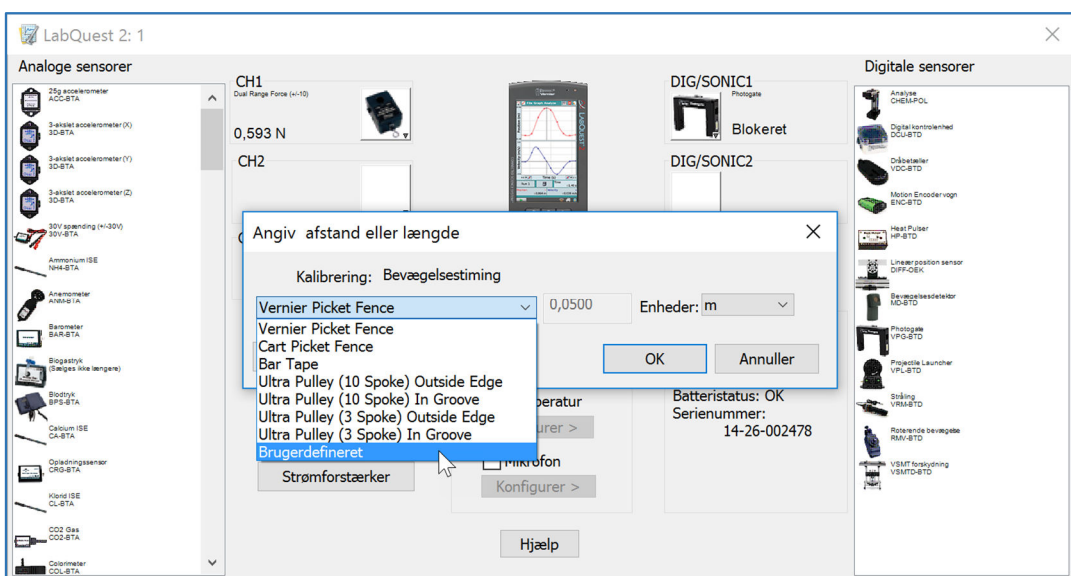 LabQuest 2: 1
Analoge sensorer
25g accelerometer
ACC-BTA
3-akslet accelerometer (X)
3D-BTA
3-akslet accelerometer (Y)
3D-BTA
3-akslet accelerometer (Z)
3D-BTA
30V spænding (+/-30V)
30V-BTA
Ammonium ISE
NH4-BTA
Anemometer
ANM-BTA
Barometer
BAR-BTA
Biogastryk
(Sælges ikke længere)
Blodtryk
BPS-BTA
Calcium ISE
CA-BTA
Opladningssensor
CRG-BTA
Klorid ISE
CL-BTA
CO2 Gas
CO2-BTA
Colorimeter
COL-BTA
CH1
Dual Range Force (+/-10)
0,593 N
CH2
DIG/SONIC1
Photogate
Blokeret
DIG/SONIC2
Angiv afstand eller længde
Kalibrering: Bevægelsestiming
Vernier Picket Fence
0,0500
Enheder: m
Vernier Picket Fence
Cart Picket Fence
Bar Tape
Ultra Pulley (10 Spoke) Outside Edge
Ultra Pulley (10 Spoke) In Groove
Ultra Pulley (3 Spoke) Outside Edge
Ultra Pulley (3 Spoke) In Groove
Brugerdefineret
OK
Annuller
Strømforstærker
Mikrofon
Konfigurer >
Batteristatus: OK
Serienummer:
14-26-002478
Hjælp
Digitale sensorer
Analyse
CHEM-POL
Digital kontrolenhed
DCU-BTD
Dråbetæller
VDC-BTD
Motion Encoder vogn
ENC-BTD
Heat Pulser
HP-BTD
Lineær position sensor
DIFF-OEK
Bevægelsesdetektor
MD-BTD
Photogate
VPG-BTD
Projectile Launcher
VPL-BTD
Stråling
VRM-BTD
Roterende bevægelse
RMV-BTD
VSMT forskydning
VSMTD-BTD